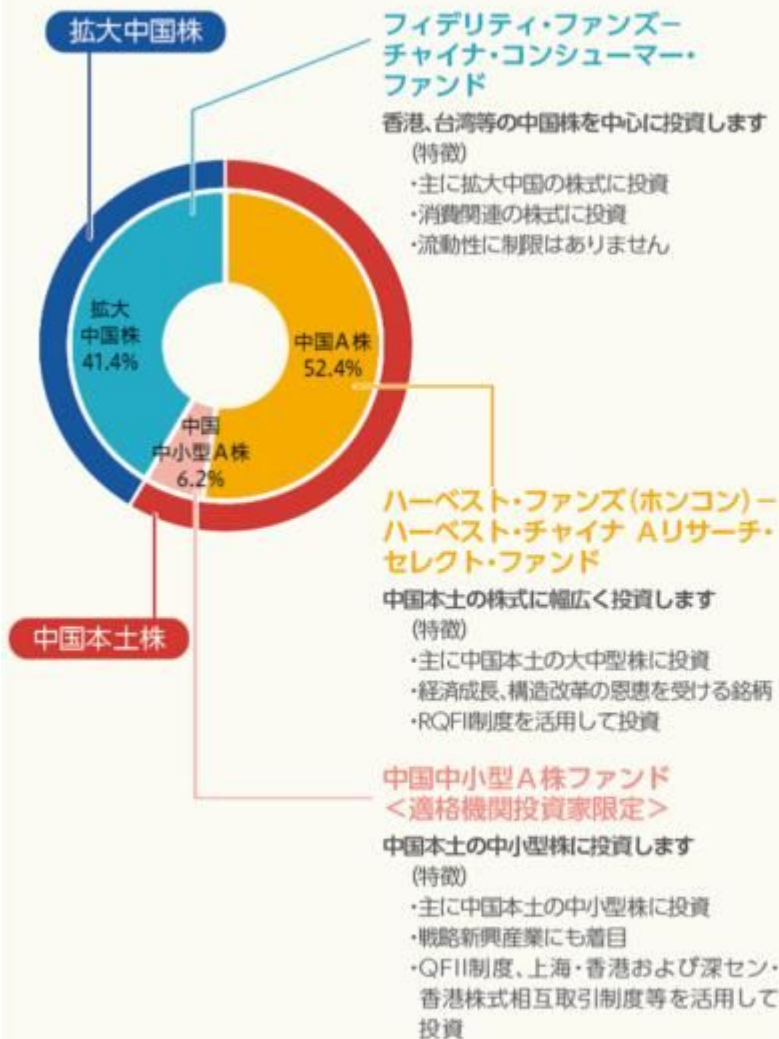 拡大中国株
フィデリティ・ファンズ－
チャイナ・コンシューマー・
ファンド
香港、台湾等の中国株を中心に投資します
(特徴)
・主に拡大中国の株式に投資
・消費関連の株式に投資
・流動性に制限はありません
拡大
中国株
41.4%
中国A株
52.4%
中国
中小型A株
6.2%
中国本土株
ハーベスト・ファンズ(ホンコン)－
ハーベスト・チャイナ Aリサーチ・
セレクト・ファンド
中国本土の株式に幅広く投資します
(特徴)
・主に中国本土の大中型株に投資
・経済成長、構造改革の恩恵を受ける銘柄
・RQFII制度を活用して投資
中国中小型A株ファンド
＜適格機関投資家限定＞
中国本土の中小型株に投資します
(特徴)
・主に中国本土の中小型株に投資
・戦略新興産業にも着目
・QFII制度、上海・香港および深セン・
香港株式相互取引制度等を活用して
投資